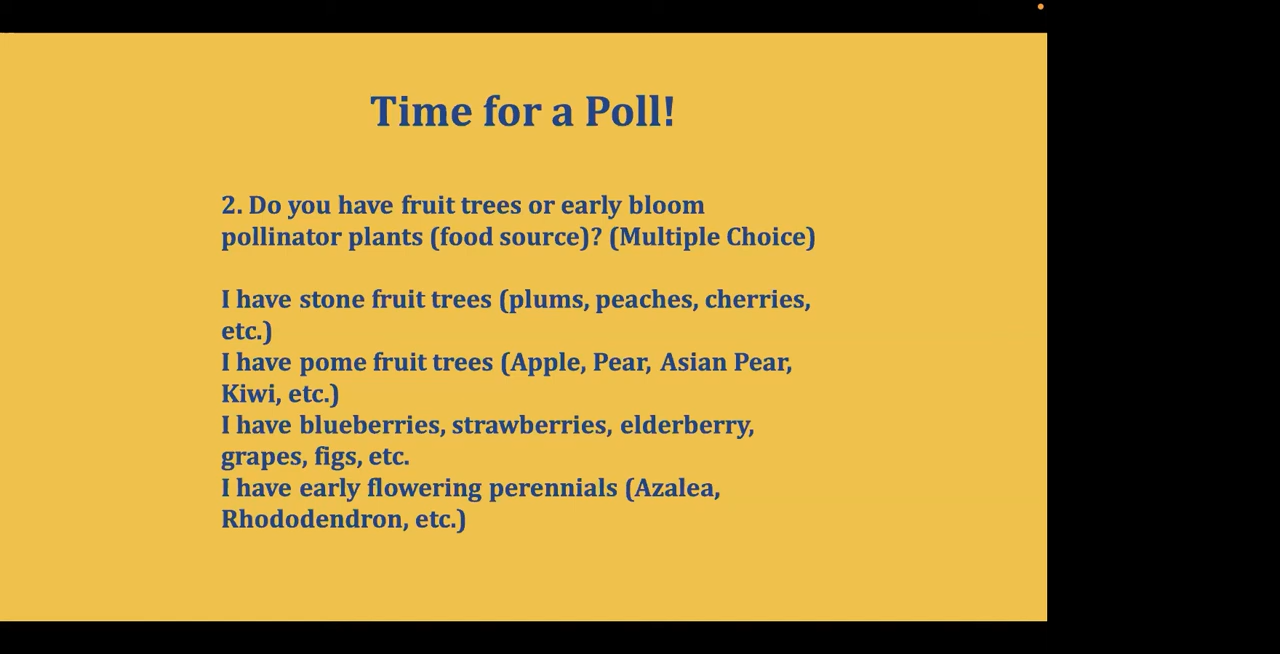 Time for a Poll!
2. Do you have fruit trees or early bloom
pollinator plants (food source)? (Multiple Choice)
I have stone fruit trees (plums, peaches, cherries,
etc.)
I have pome fruit trees (Apple, Pear, Asian Pear,
Kiwi, etc.)
I have blueberries, strawberries, elderberry,
grapes, figs, etc.
I have early flowering perennials (Azalea,
Rhododendron, etc.)